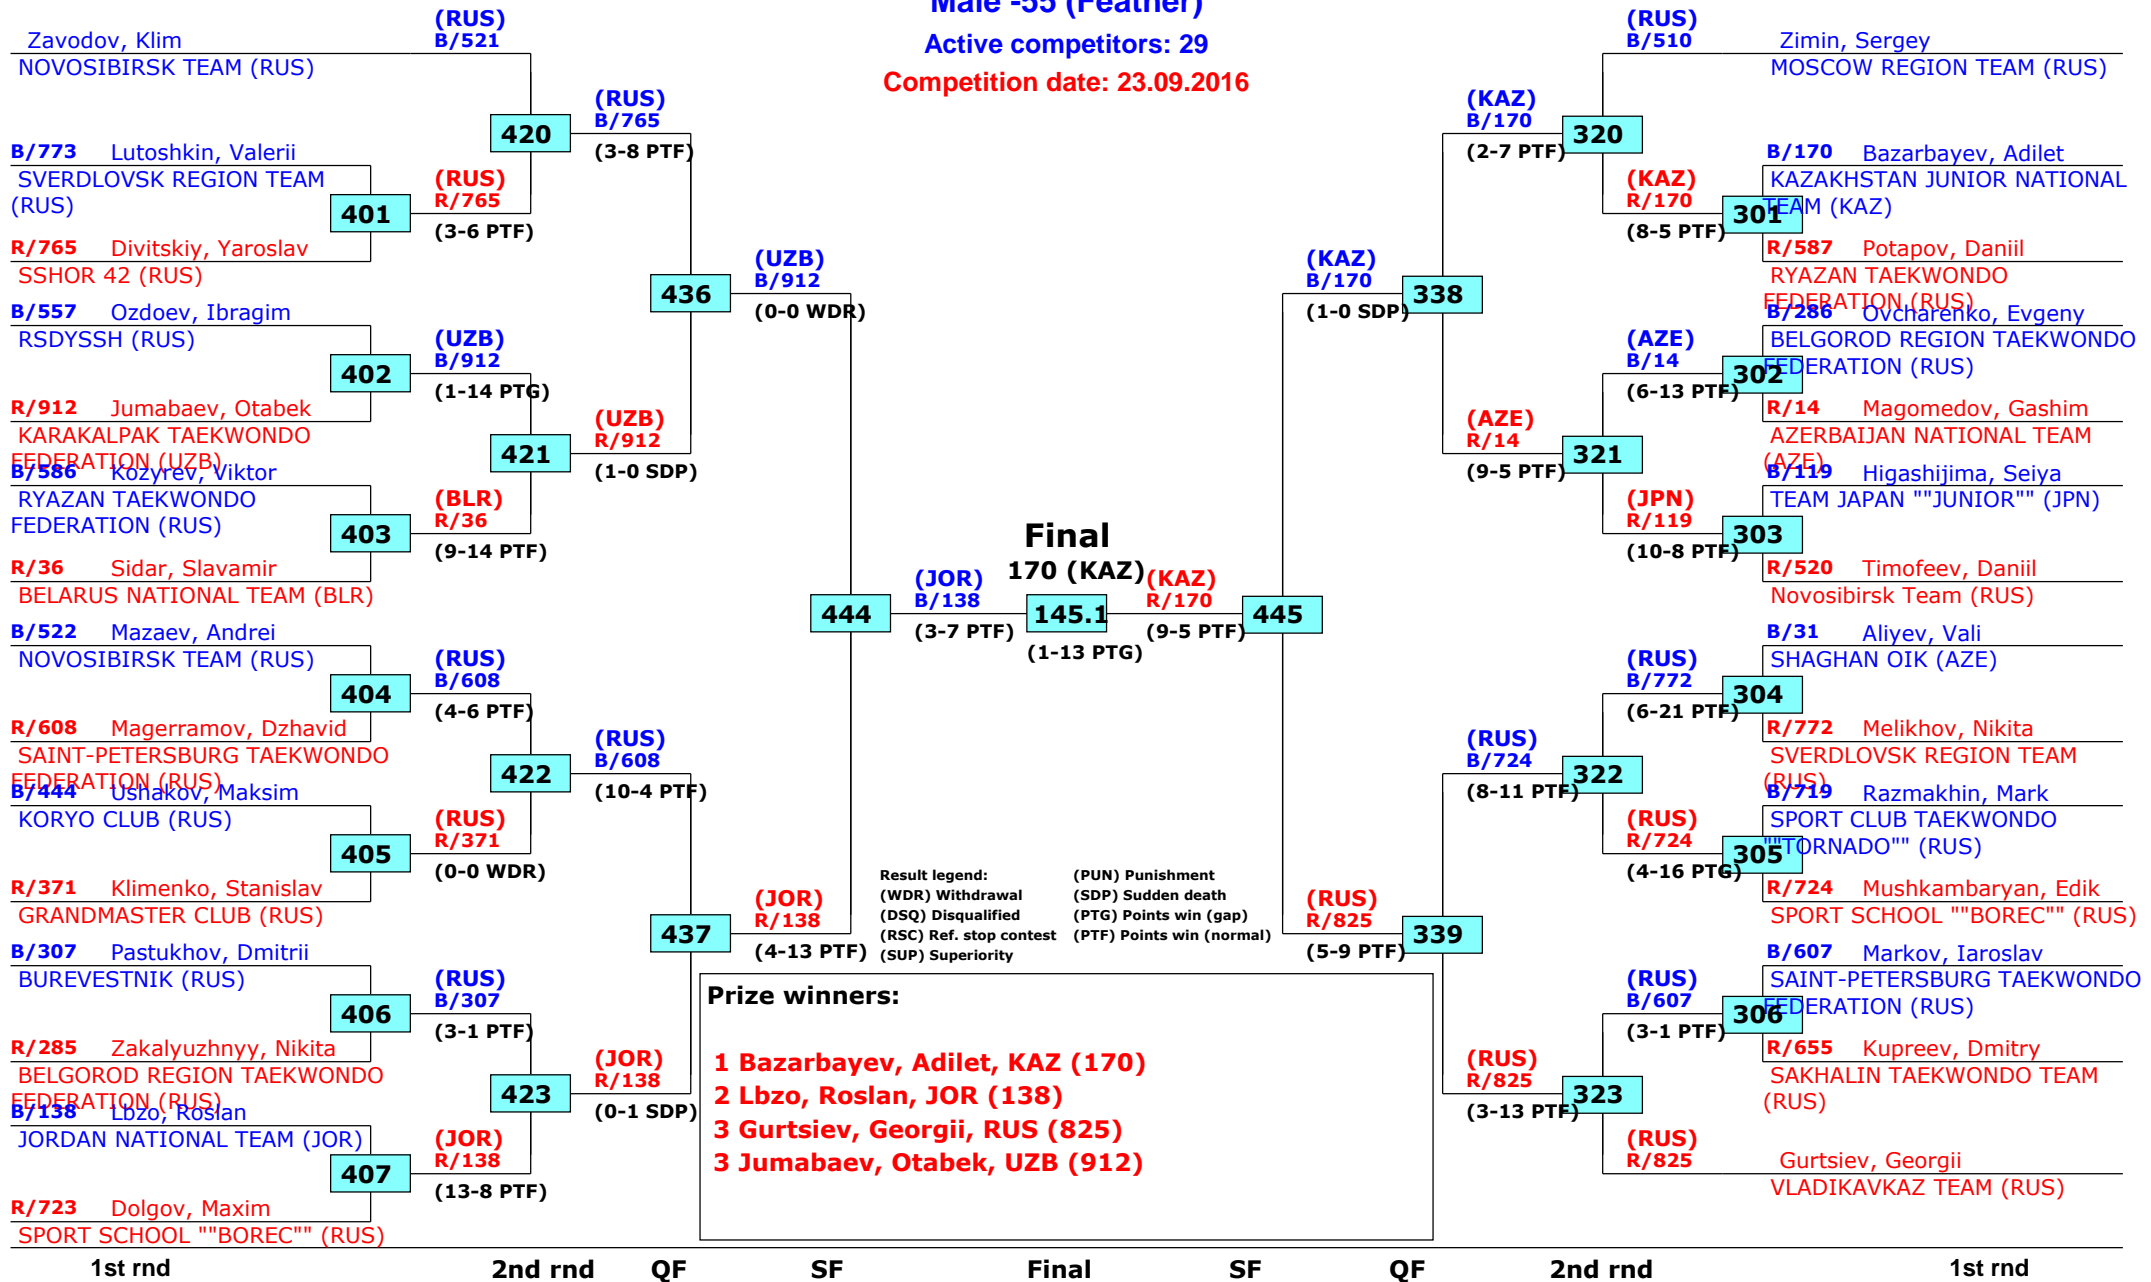 Male -55 (Feather)
Active competitors: 29
Competition date: 23.09.2016
Zavodov, Klim
NOVOSIBIRSK TEAM (RUS)
(RUS)
B/521
B/773 Lutoshkin, Valerii
SVERDLOVSK REGION TEAM
(RUS)
401
R/765 Divitskiy, Yaroslav
SSHOR 42 (RUS)
(RUS)
R/765
(3-6 PTF)
420
(RUS)
B/765
(3-8 PTF)
B/557 Ozdoev, Ibragim
RSDYSSH (RUS)
402
R/912 Jumabaev, Otabek
KARAKALPAK TAEKWONDO
FEDERATION (UZB)
(UZB)
B/912
(1-14 PTG)
B/586 Kozyrev, Viktor
RYAZAN TAEKWONDO
FEDERATION (RUS)
403
R/36 Sidar, Slavamir
BELARUS NATIONAL TEAM (BLR)
(BLR)
R/36
(9-14 PTF)
421
(UZB)
R/912
(1-0 SDP)
436
(UZB)
B/912
(0-0 WDR)
B/522 Mazaev, Andrei
NOVOSIBIRSK TEAM (RUS)
404
R/608 Magerramov, Dzhavid
SAINT-PETERSBURG TAEKWONDO
FEDERATION (RUS)
(RUS)
B/608
(4-6 PTF)
B/444 Ushakov, Maksim
KORYO CLUB (RUS)
405
R/371 Klimenko, Stanislav
GRANDMASTER CLUB (RUS)
(RUS)
R/371
(0-0 WDR)
422
(RUS)
B/608
(10-4 PTF)
B/307 Pastukhov, Dmitrii
BUREVESTNIK (RUS)
406
R/285 Zakalyuzhnyy, Nikita
BELGOROD REGION TAEKWONDO
FEDERATION (RUS)
(RUS)
B/307
(3-1 PTF)
B/138 Lbzo, Roslan
JORDAN NATIONAL TEAM (JOR)
407
R/723 Dolgov, Maxim
SPORT SCHOOL ""BOREC"" (RUS)
(JOR)
R/138
(13-8 PTF)
423
(JOR)
R/138
(0-1 SDP)
437
(JOR)
R/138
(4-13 PTF)
444
(JOR)
B/138
(3-7 PTF)
Final
170 (KAZ)
145.1
(1-13 PTG)
(KAZ)
R/170
(9-5 PTF)
445
(KAZ)
B/170
(1-0 SDP)
338
(KAZ)
B/170
(2-7 PTF)
320
(RUS)
B/510
Zimin, Sergey
MOSCOW REGION TEAM (RUS)
(KAZ)
R/170
(8-5 PTF)
301
B/170 Bazarbayev, Adilet
KAZAKHSTAN JUNIOR NATIONAL
TEAM (KAZ)
R/587 Potapov, Daniil
RYAZAN TAEKWONDO
FEDERATION (RUS)
(AZE)
R/14
(9-5 PTF)
321
(AZE)
B/14
(6-13 PTF)
302
B/286 Ovcharenko, Evgeny
BELGOROD REGION TAEKWONDO
FEDERATION (RUS)
R/14 Magomedov, Gashim
AZERBAIJAN NATIONAL TEAM
(AZE)
(JPN)
R/119
(10-8 PTF)
303
B/119 Higashijima, Seiya
TEAM JAPAN ""JUNIOR"" (JPN)
R/520 Timofeev, Daniil
Novosibirsk Team (RUS)
(RUS)
R/825
(5-9 PTF)
339
(RUS)
B/724
(8-11 PTF)
322
(RUS)
B/772
(6-21 PTF)
304
B/31 Aliyev, Vali
SHAGHAN OIK (AZE)
R/772 Melikhov, Nikita
SVERDLOVSK REGION TEAM
(RUS)
(RUS)
R/724
(4-16 PTG)
305
B/719 Razmakhin, Mark
SPORT CLUB TAEKWONDO
""TORNADO"" (RUS)
R/724 Mushkambaryan, Edik
SPORT SCHOOL ""BOREC"" (RUS)
(RUS)
R/825
(3-13 PTF)
323
(RUS)
B/607
(3-1 PTF)
306
B/607 Markov, Iaroslav
SAINT-PETERSBURG TAEKWONDO
FEDERATION (RUS)
R/655 Kupreev, Dmitry
SAKHALIN TAEKWONDO TEAM
(RUS)
(RUS)
R/825
Gurtsiev, Georgii
VLADIKAVKAZ TEAM (RUS)
Result legend:
(WDR) Withdrawal
(DSQ) Disqualified
(RSC) Ref. stop contest
(SUP) Superiority
(PUN) Punishment
(SDP) Sudden death
(PTG) Points win (gap)
(PTF) Points win (normal)
Prize winners:
1 Bazarbayev, Adilet, KAZ (170)
2 Lbzo, Roslan, JOR (138)
3 Gurtsiev, Georgii, RUS (825)
3 Jumabaev, Otabek, UZB (912)
1st rnd 2nd rnd QF SF Final SF QF 2nd rnd 1st rnd